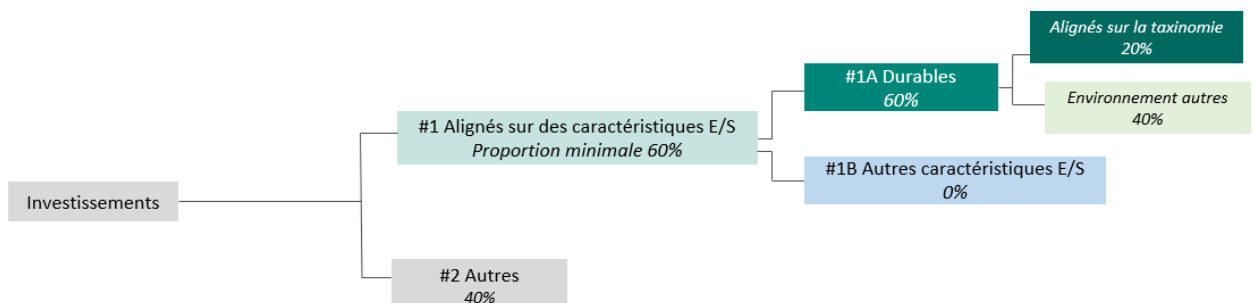 Investissements
#1 Alignés sur des caractéristiques E/S
Proportion minimale 60%
#2 Autres
40%
#1A Durables
60%
#1B Autres caractéristiques E/S
0%
Alignés sur la taxinomie
20%
Environnement autres
40%